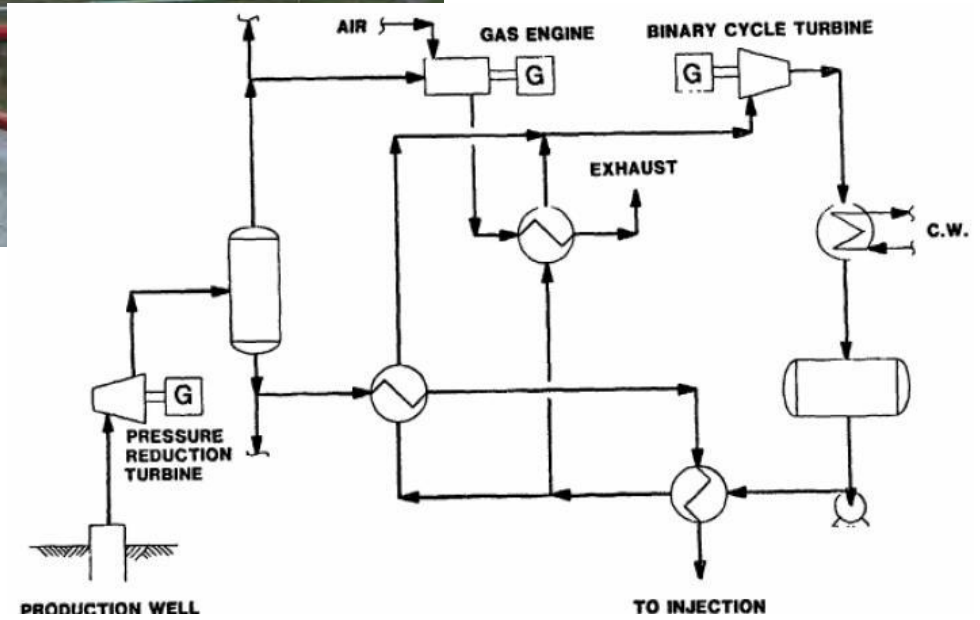 AIR
GAS ENGINE
G
BINARY CYCLE TURBINE
G
EXHAUST
C.W.
G
PRESSURE
REDUCTION
TURBINE
PRODUCTION WELL
TO INJECTION